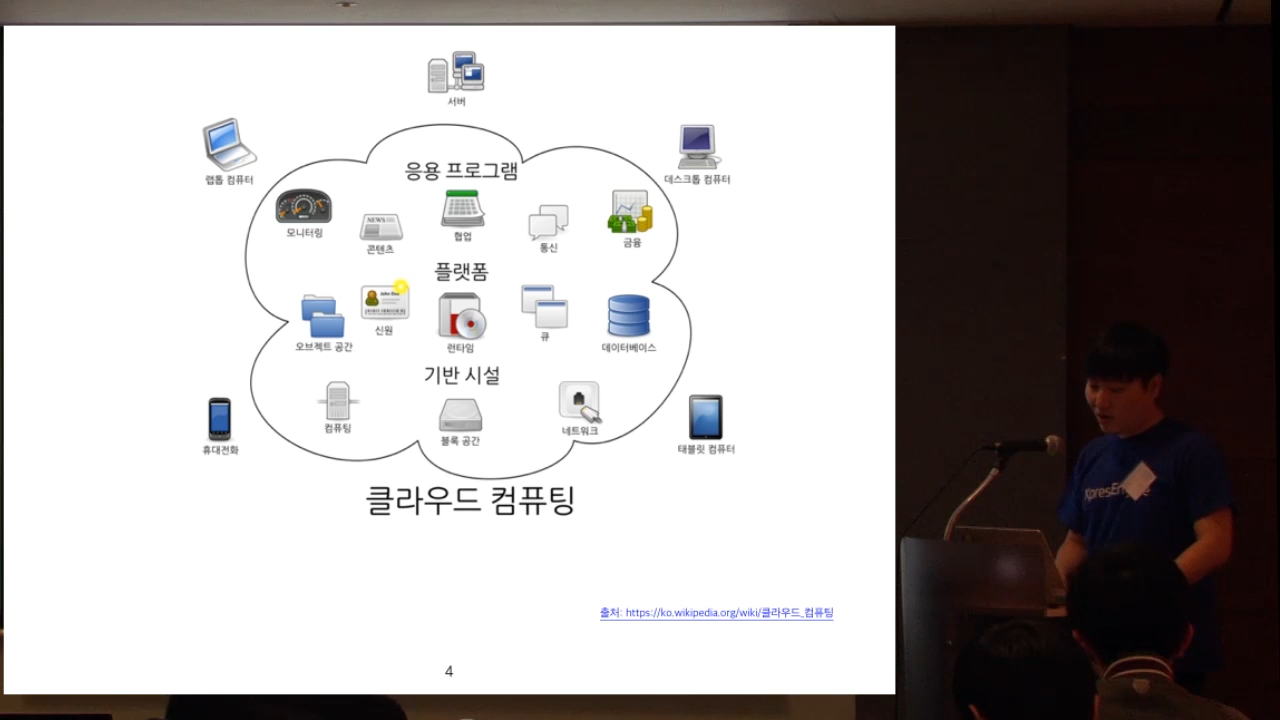 서버
랩톱 컴퓨터
데스크톱 컴퓨터
응용 프로그램
모니터링
NEWS
콘텐츠
협업
통신
금융
플랫폼
오브젝트 공간
John Doe
신원
런타임
큐
데이터베이스
기반 시설
컴퓨팅
블록 공간
네트워크
휴대전화
태블릿 컴퓨터
클라우드 컴퓨팅
출처: https://ko.wikipedia.org/wiki/클라우드_컴퓨팅
4